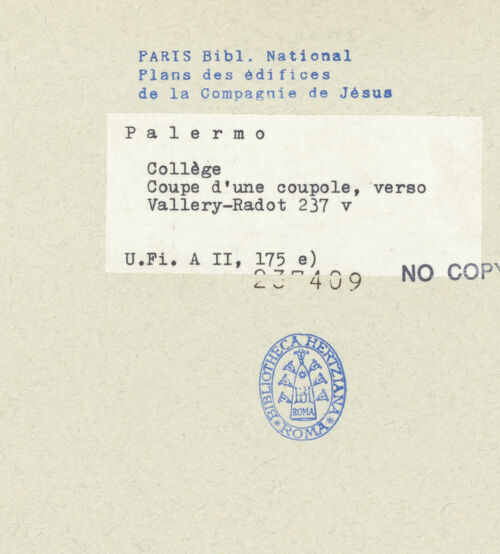 PARIS Bibl. National
Plans des édifices
de la Compagnie de Jésus
Palermo
Collège
Coupe d'une coupole, verso
Vallery-Radot 237 v
U.Fi. A II, 175 e)
237409
NO COPY
BIBLIOTHECA HERTZIANA
ROMA
* ROMA *